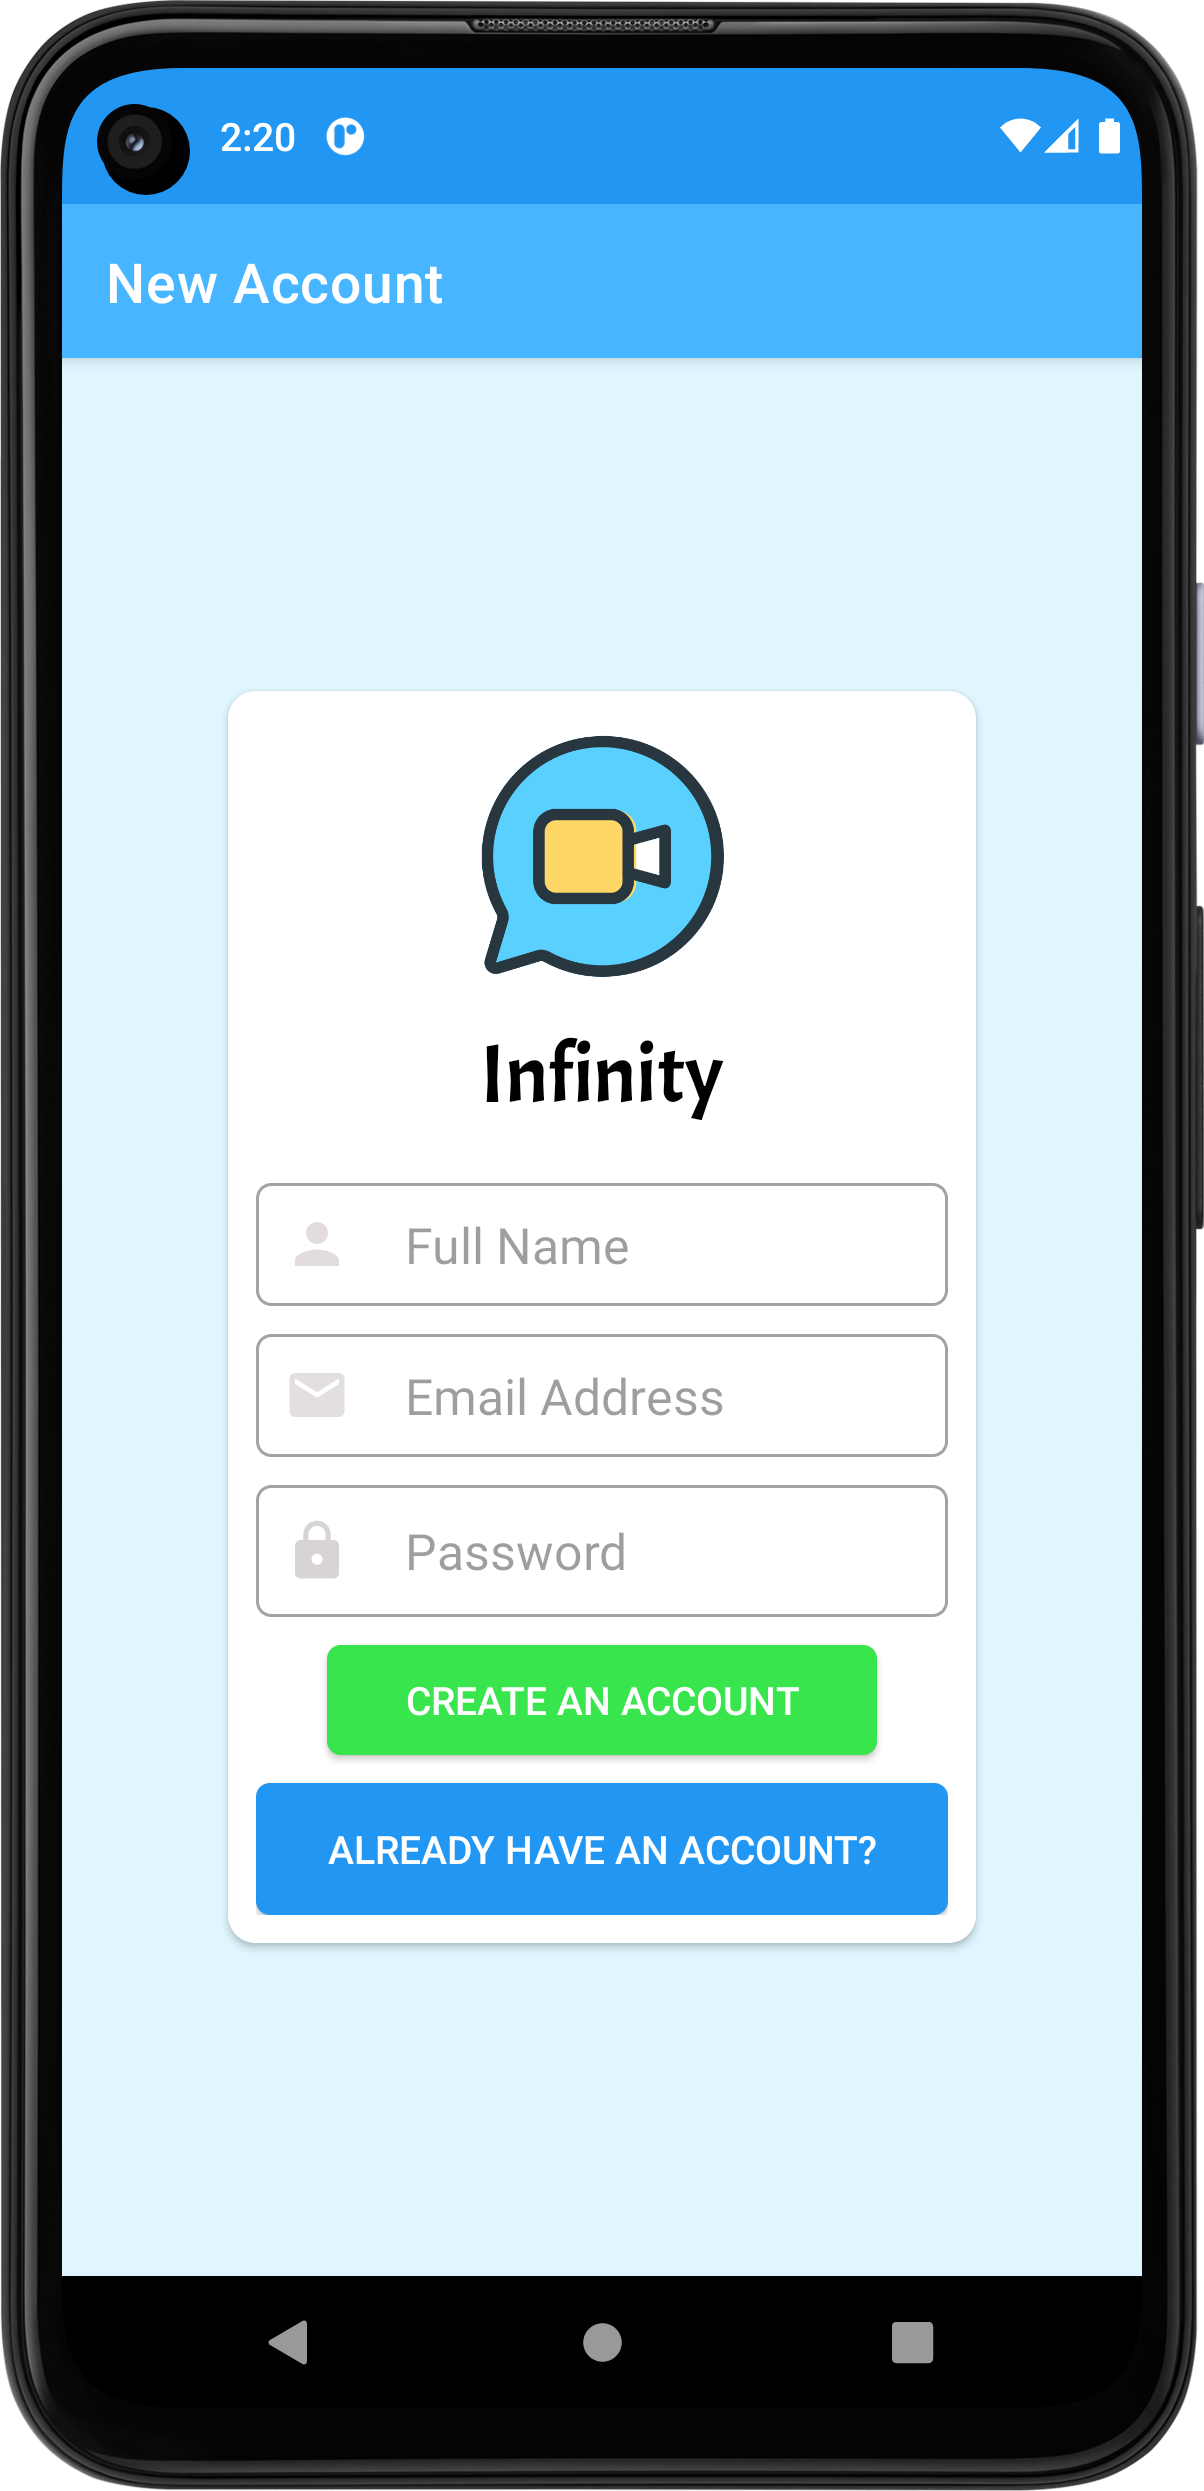 2:20
New Account
Infinity
Full Name
Email Address
Password
CREATE AN ACCOUNT
ALREADY HAVE AN ACCOUNT?